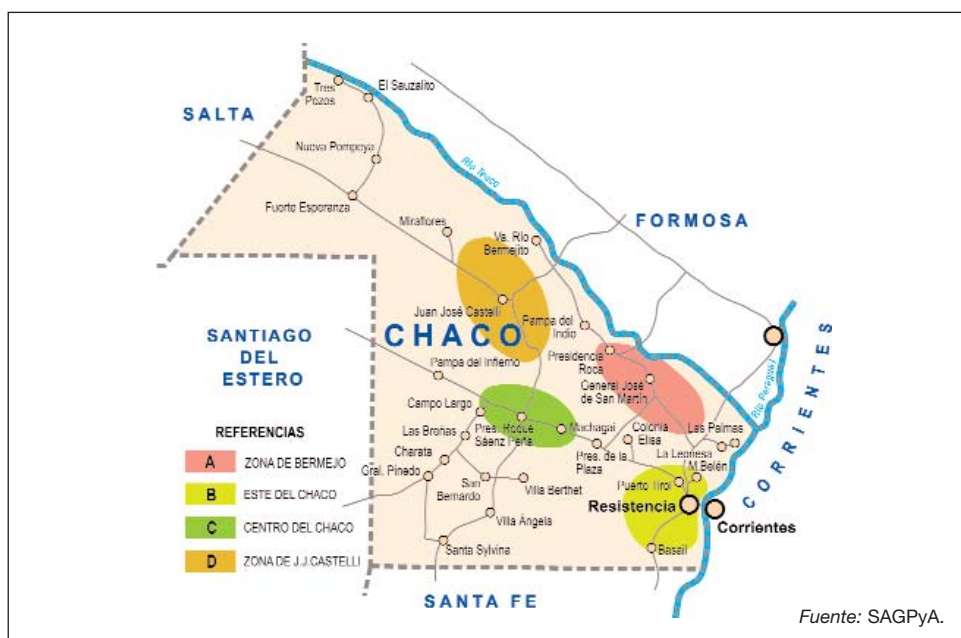 Tres
Pozos
El Sauzalito
SALTA
Nueva Pompeya
Río Teuco
Fuerte Esperanza
Miraflores
Va. Río
Bermejito
FORMOSA
Juan José Castelli
CHACO
Pampa del
Indio
SANTIAGO
DEL
ESTERO
Pampa del Infierno
Presidencia
Roca
General José
de San Martín
Río Paraguay
CORRIENTES
Campo Largo
Las Breñas
Pres. Roque
Sáenz Peña
Machagai
Colonia
Elisa
Las Palmas
La Leonesa
Pres. de la
Plaza
M.Belén
Charata
Gral. Pinedo
San
Bernardo
Villa Berthet
Puerto Tirol
Resistencia
Corrientes
Villa Ángela
Santa Sylvina
Basail
SANTA FE
REFERENCIAS
A ZONA DE BERMEJO
B ESTE DEL CHACO
C CENTRO DEL CHACO
D ZONA DE J.J.CASTELLI
Fuente: SAGPyA.